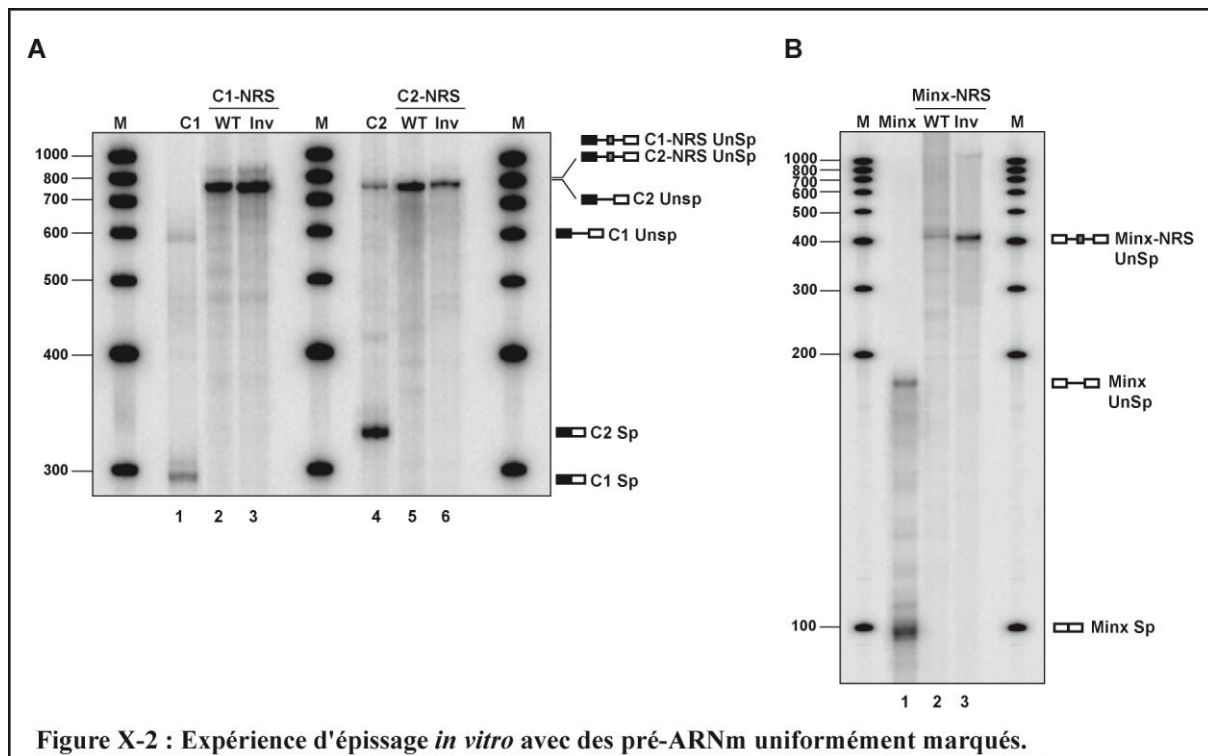 A
C1-NRS
C2-NRS
M C1 WT Inv M C2 WT Inv M
1000
800
700
600
500
400
300
C1-NRS UnSp
C2-NRS UnSp
C2 Unsp
C1 Unsp
C2 Sp
C1 Sp
1 2 3 4 5 6
B
Minx-NRS
M Minx WT Inv M
1000
800
700
600
500
400
300
200
100
Minx-NRS
UnSp
Minx
UnSp
Minx Sp
1 2 3
Figure X-2 : Expérience d'épissage in vitro avec des pré-ARNm uniformément marqués.